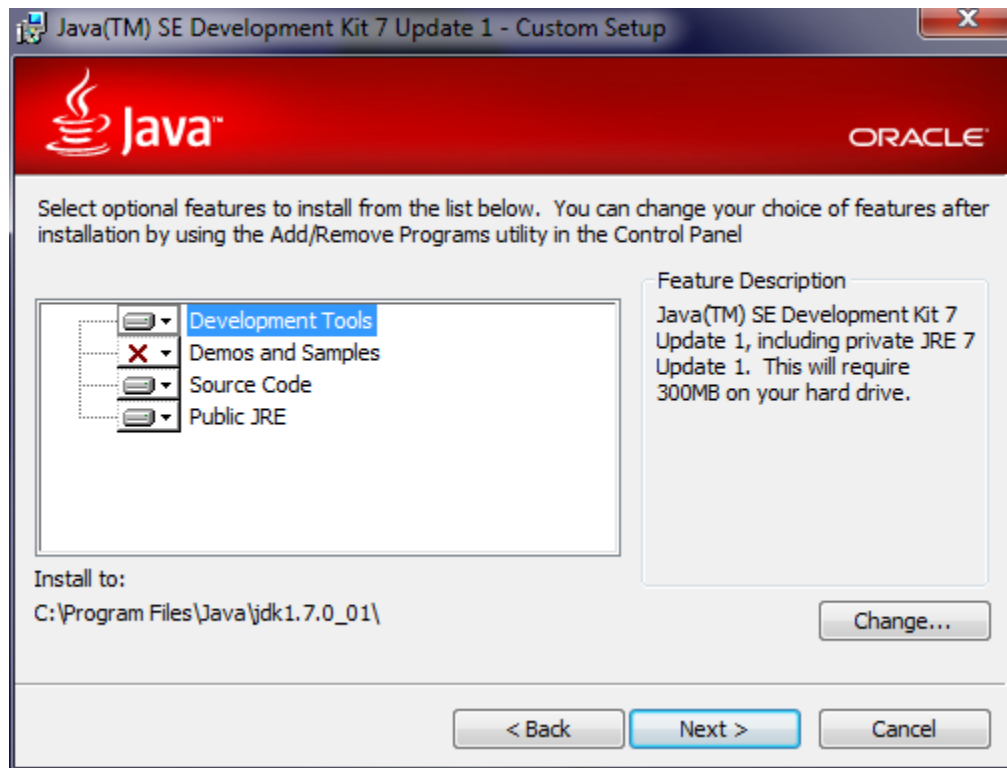 Java(TM) SE Development Kit 7 Update 1 - Custom Setup
Java™
ORACLE
Select optional features to install from the list below.  You can change your choice of features after
installation by using the Add/Remove Programs utility in the Control Panel
Development Tools
Demos and Samples
Source Code
Public JRE
Feature Description
Java(TM) SE Development Kit 7
Update 1, including private JRE 7
Update 1.  This will require
300MB on your hard drive.
Install to:
C:\Program Files\Java\jdk1.7.0_01\
Change...
< Back
Next >
Cancel